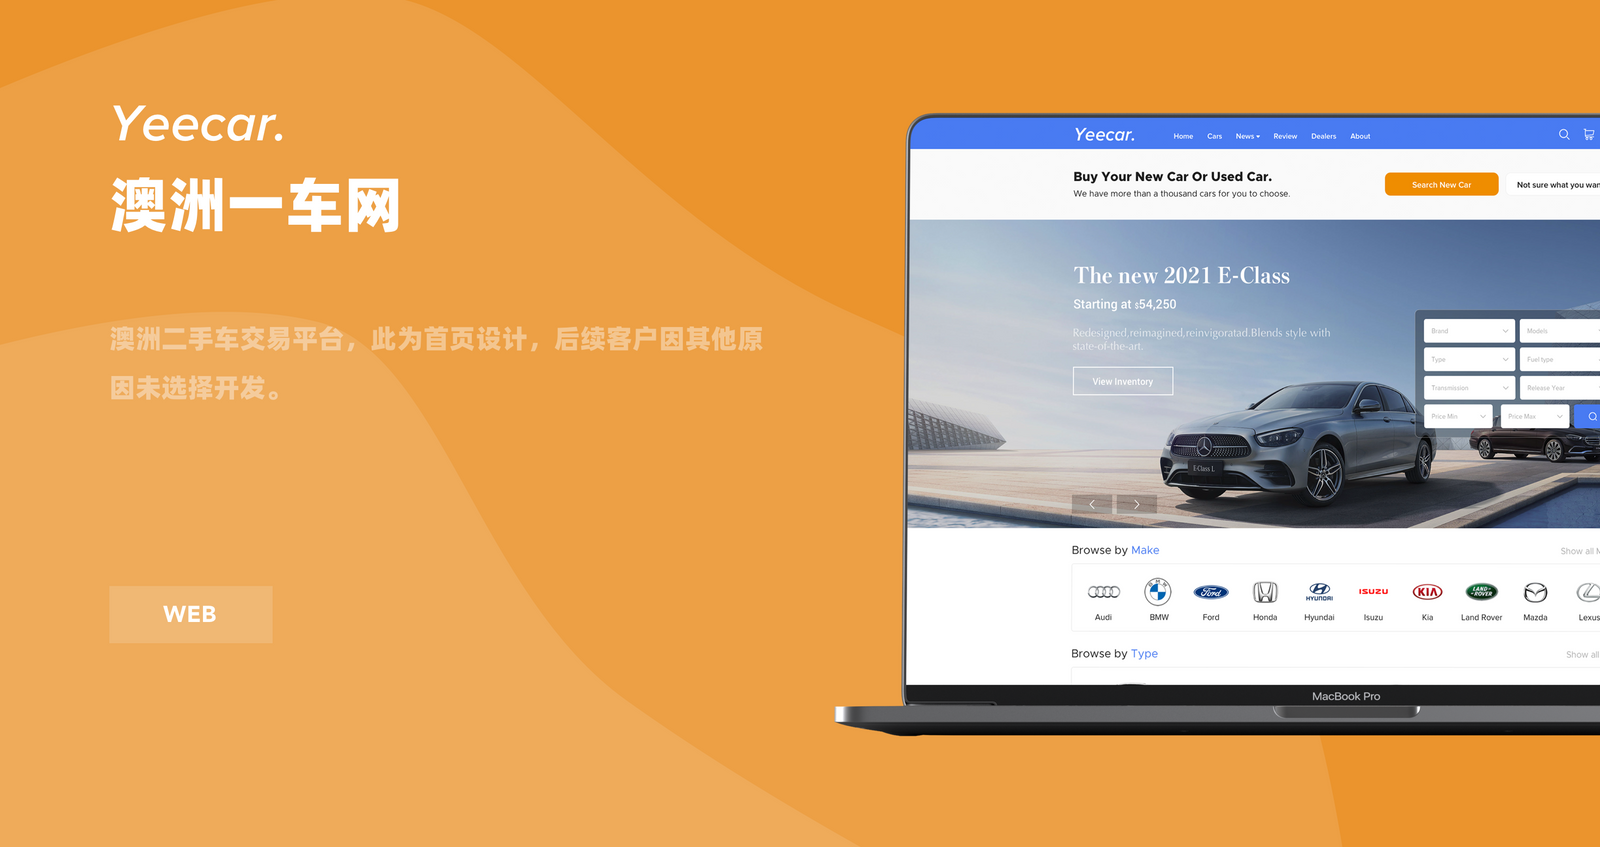 Yeecar.
澳洲一车网
澳洲二手车交易平台，此为首页设计，后续客户因其他原
因未选择开发。
WEB
Yeecar. Home Cars News Review Dealers About
Buy Your New Car Or Used Car.
We have more than a thousand cars for you to choose.
Search New Car
Not sure what you wan
The new 2021 E-Class
Starting at $54,250
Redesigned,reimagined,reinvigoratad.Blends style with
state-of-the-art.
View Inventory
Brand Models
Type Fuel type
Transmission Release Year
Price Min - Price Max
E-Class L
Browse by Make
Show all M
LAND-
ROVER
HYUNDAI
BMW
Ford
ISUZU
KIA
Audi BMW Ford Honda Hyundai Isuzu Kia Land Rover Mazda Lexus
Browse by Type
Show all
MacBook Pro